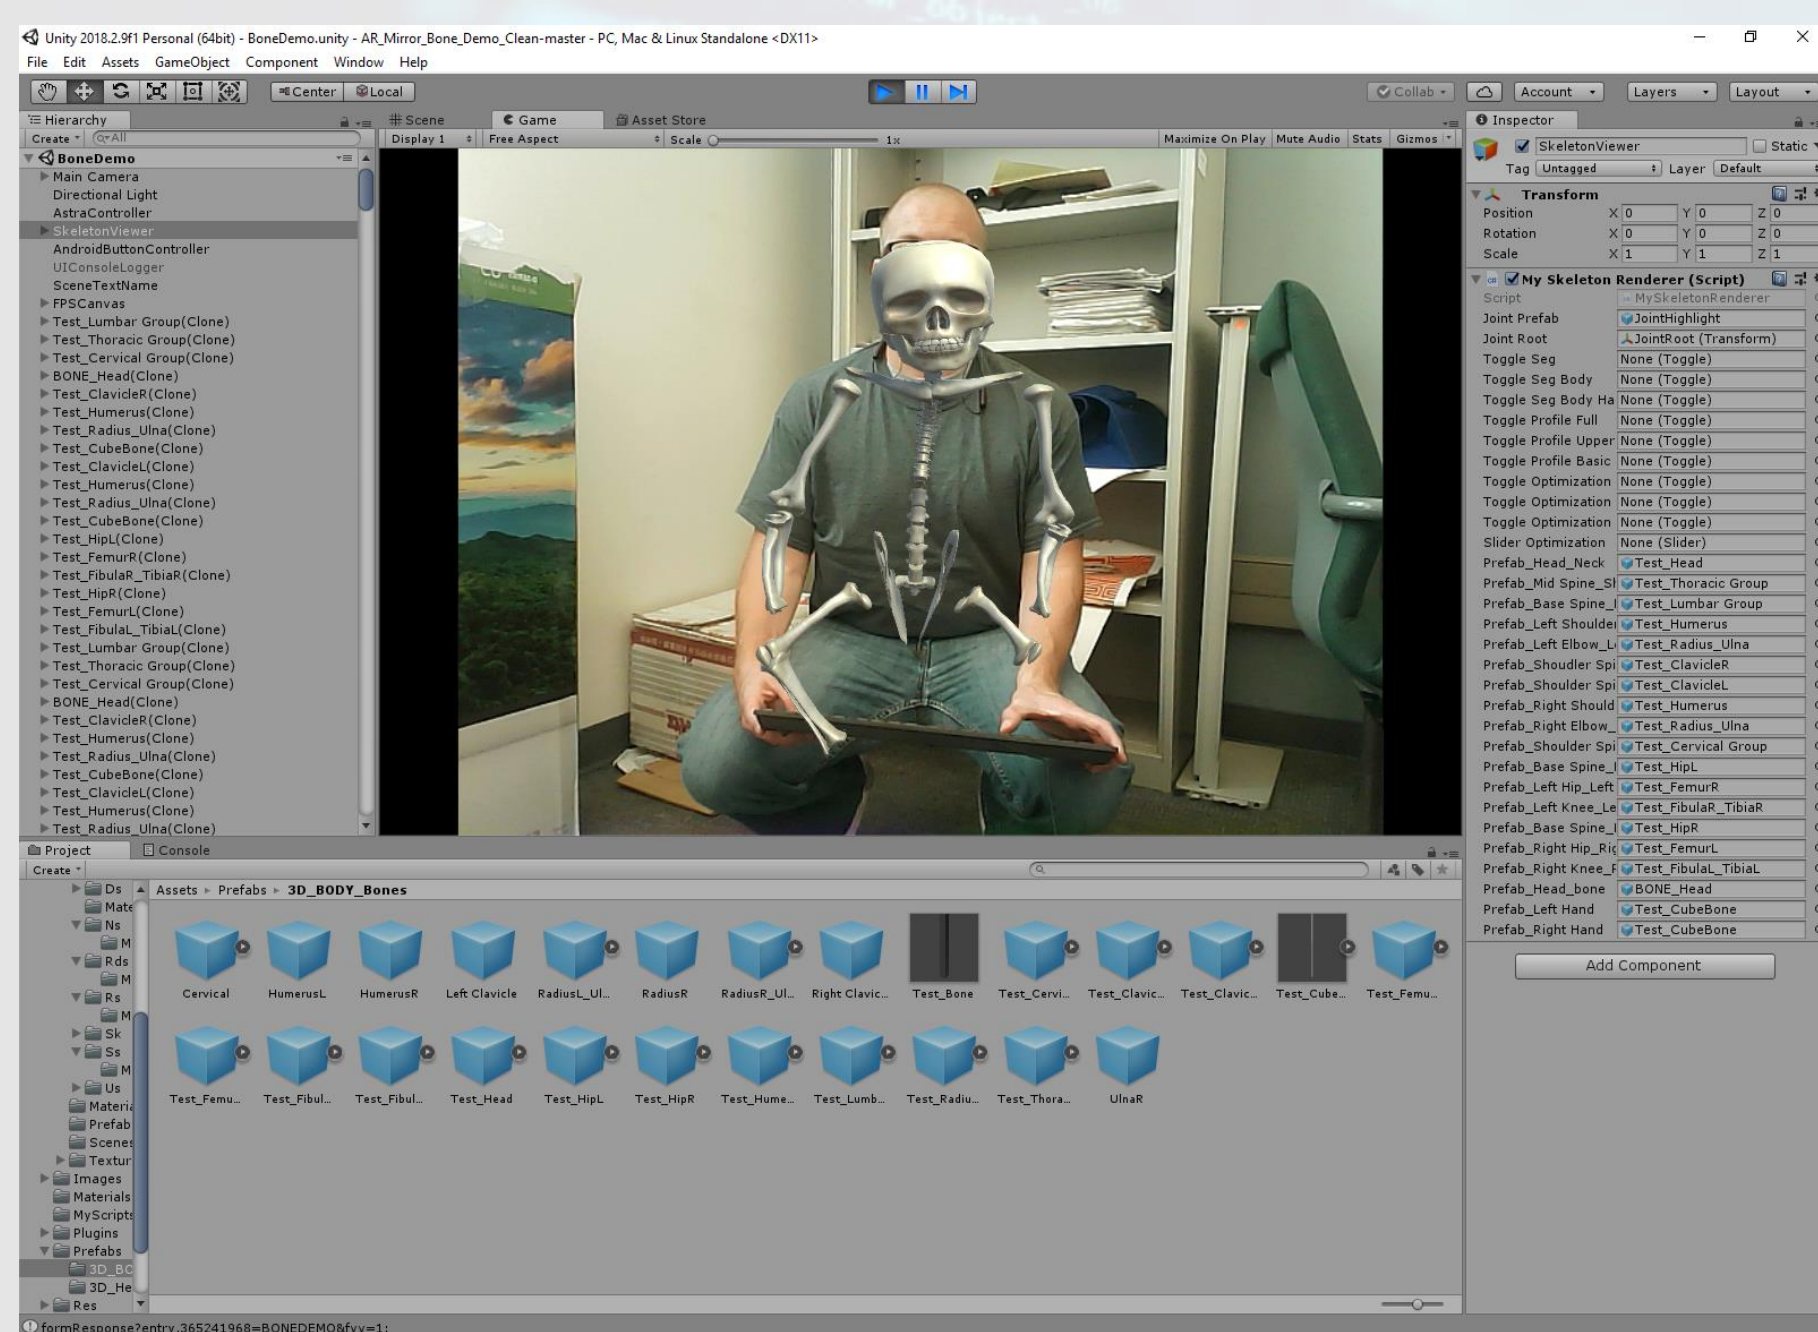 Unity 2018.2.9f1 Personal (64bit) - BoneDemo.unity - AR_Mirror_Bone_Demo_Clean-master - PC, Mac & Linux Standalone <DX11>
File Edit Assets GameObject Component Window Help
Center Local Collab Account Layers Layout
Hierarchy
Create All
BoneDemo
Main Camera
Directional Light
AstraController
SkeletonViewer
AndroidButtonController
UIConsoleLogger
SceneTextName
FPSCanvas
Test_Lumbar Group(Clone)
Test_Thoracic Group(Clone)
Test_Cervical Group(Clone)
BONE_Head(Clone)
Test_ClavicleR(Clone)
Test_Humerus(Clone)
Test_Radius_Ulna(Clone)
Test_CubeBone(Clone)
Test_ClavicleL(Clone)
Test_Humerus(Clone)
Test_Radius_Ulna(Clone)
Test_CubeBone(Clone)
Test_HipL(Clone)
Test_FemurR(Clone)
Test_FibulaR_TibiaR(Clone)
Test_HipR(Clone)
Test_FemurL(Clone)
Test_FibulaL_TibiaL(Clone)
Test_Lumbar Group(Clone)
Test_Thoracic Group(Clone)
Test_Cervical Group(Clone)
BONE_Head(Clone)
Test_ClavicleR(Clone)
Test_Humerus(Clone)
Test_Radius_Ulna(Clone)
Test_CubeBone(Clone)
Test_ClavicleL(Clone)
Test_Humerus(Clone)
Test_Radius_Ulna(Clone)
Scene Game Asset Store
Display 1 Free Aspect Scale 1x Maximize On Play Mute Audio Stats Gizmos
Inspector
SkeletonViewer Static
Tag Untagged Layer Default
Transform
Position X 0 Y 0 Z 0
Rotation X 0 Y 0 Z 0
Scale X 1 Y 1 Z 1
My Skeleton Renderer (Script)
Script MySkeletonRenderer
Joint Prefab JointHighlight
Joint Root JointRoot (Transform)
Toggle Seg None (Toggle)
Toggle Seg Body None (Toggle)
Toggle Seg Body Ha None (Toggle)
Toggle Profile Full None (Toggle)
Toggle Profile Upper None (Toggle)
Toggle Profile Basic None (Toggle)
Toggle Optimization None (Toggle)
Toggle Optimization None (Toggle)
Toggle Optimization None (Toggle)
Slider Optimization None (Slider)
Prefab_Head_Neck Test_Head
Prefab_Mid Spine_Sh Test_Thoracic Group
Prefab_Base Spine_ Test_Lumbar Group
Prefab_Left Shoulder Test_Humerus
Prefab_Left Elbow_L Test_Radius_Ulna
Prefab_Shoudler Spi Test_ClavicleR
Prefab_Shoulder Spi Test_ClavicleL
Prefab_Right Should Test_Humerus
Prefab_Right Elbow_ Test_Radius_Ulna
Prefab_Shoulder Spi Test_Cervical Group
Prefab_Base Spine_ Test_HipL
Prefab_Left Hip_Left Test_FemurR
Prefab_Left Knee_Le Test_FibulaR_TibiaR
Prefab_Base Spine_ Test_HipR
Prefab_Right Hip_Rig Test_FemurL
Prefab_Right Knee_ Test_FibulaL_TibiaL
Prefab_Head_bone BONE_Head
Prefab_Left Hand Test_CubeBone
Prefab_Right Hand Test_CubeBone
Add Component
Project Console
Create
Ds
Mate
Ns
M
Rds
M
Rs
M
Sk
Ss
M
Us
Materia
Prefab
Scenes
Textur
Images
Materials
MyScripts
Plugins
Prefabs
3D_BO
3D_He
Res
Assets Prefabs 3D_BODY_Bones
Cervical HumerusL HumerusR Left Clavicle RadiusL_Ul... RadiusR RadiusR_Ul... Right Clavic... Test_Bone Test_Cervi... Test_Clavic... Test_Clavic... Test_Cube... Test_Femu...
Test_Femu... Test_Fibul... Test_Fibul... Test_Head Test_HipL Test_HipR Test_Hume... Test_Lumb... Test_Radiu... Test_Thora... UlnaR
formResponse?entry.365241968=BONEDEMO&fvv=1;